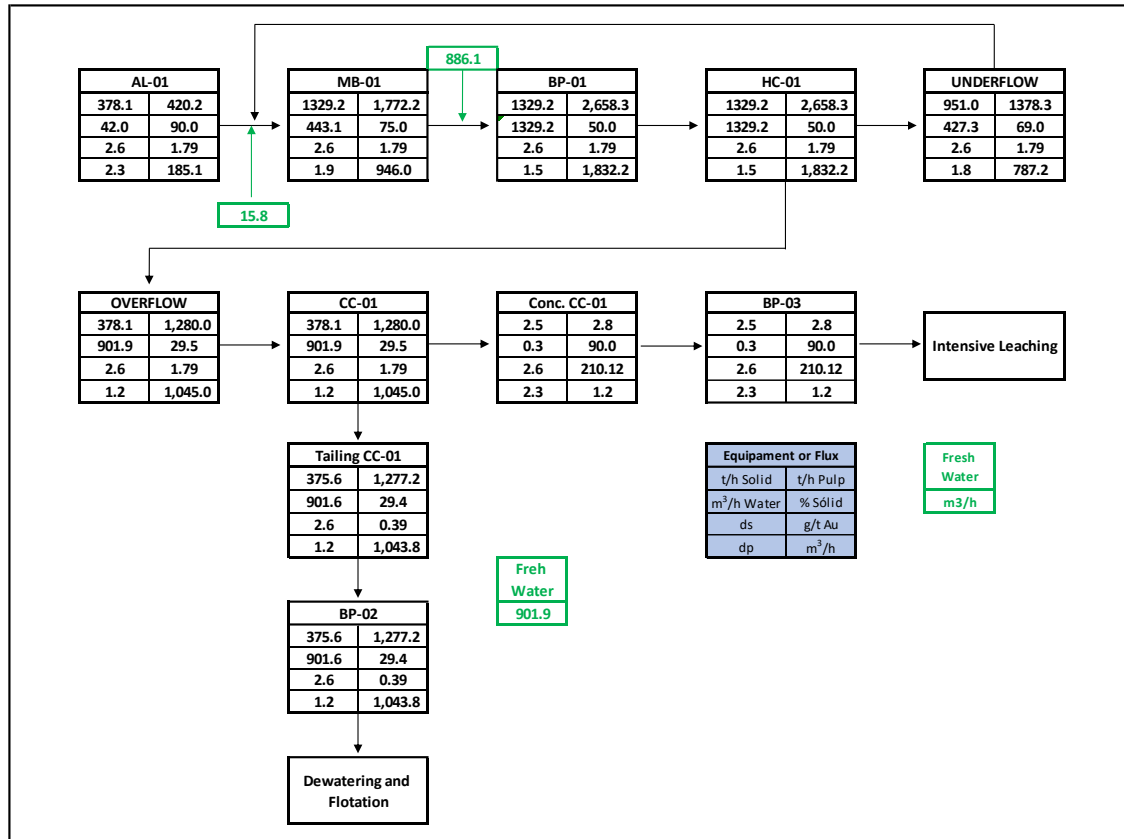 886.1
AL-01
378.1 420.2
42.0 90.0
2.6 1.79
2.3 185.1
MB-01
1329.2 1,772.2
443.1 75.0
2.6 1.79
1.9 946.0
BP-01
1329.2 2,658.3
1329.2 50.0
2.6 1.79
1.5 1,832.2
HC-01
1329.2 2,658.3
1329.2 50.0
2.6 1.79
1.5 1,832.2
UNDERFLOW
951.0 1378.3
427.3 69.0
2.6 1.79
1.8 787.2
15.8
OVERFLOW
378.1 1,280.0
901.9 29.5
2.6 1.79
1.2 1,045.0
CC-01
378.1 1,280.0
901.9 29.5
2.6 1.79
1.2 1,045.0
Conc. CC-01
2.5 2.8
0.3 90.0
2.6 210.12
2.3 1.2
BP-03
2.5 2.8
0.3 90.0
2.6 210.12
2.3 1.2
Intensive Leaching
Tailing CC-01
375.6 1,277.2
901.6 29.4
2.6 0.39
1.2 1,043.8
Equipament or Flux
t/h Solid t/h Pulp
m³/h Water % Sólid
ds g/t Au
dp m³/h
Fresh
Water
m3/h
Freh
Water
901.9
BP-02
375.6 1,277.2
901.6 29.4
2.6 0.39
1.2 1,043.8
Dewatering and
Flotation